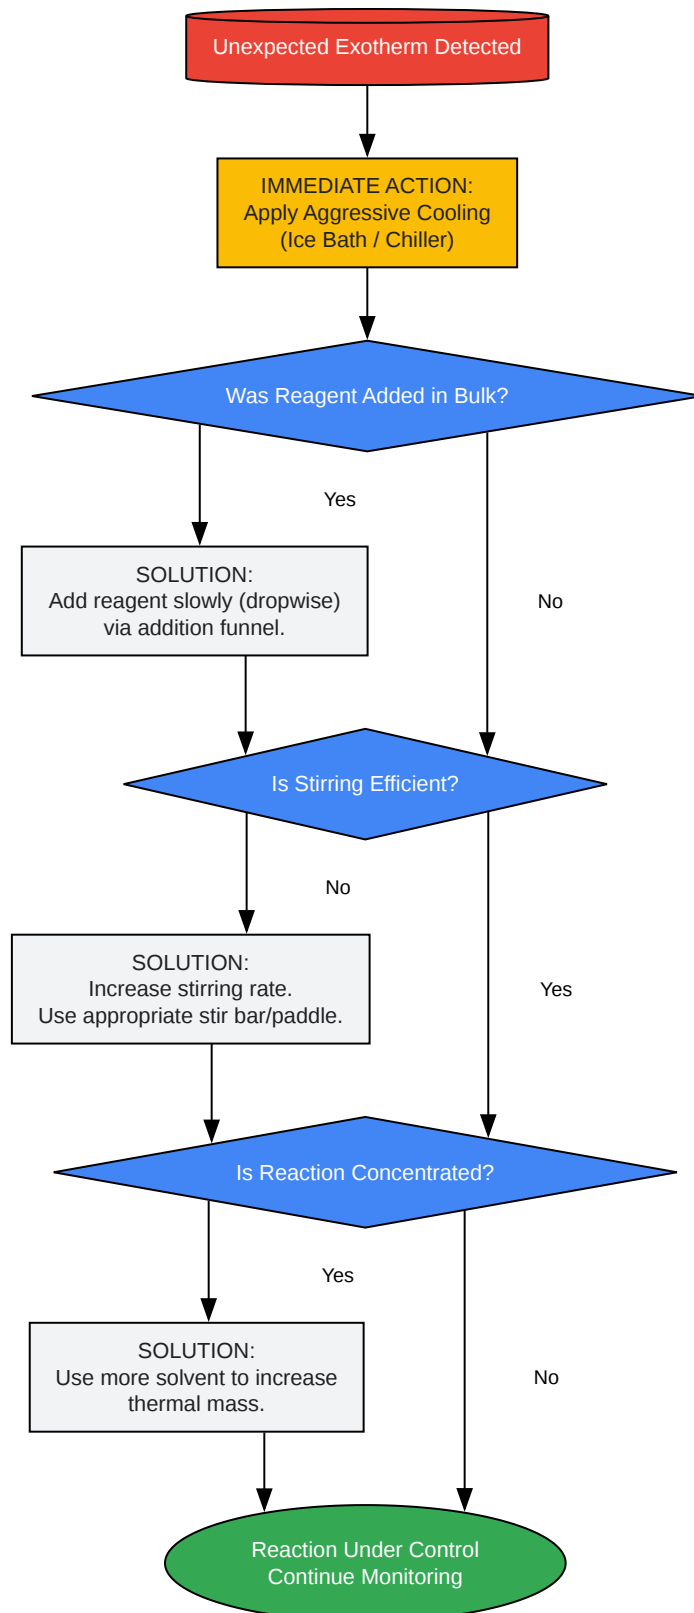 Unexpected Exotherm Detected
IMMEDIATE ACTION:
Apply Aggressive Cooling
(Ice Bath / Chiller)
Was Reagent Added in Bulk?
Yes
SOLUTION:
Add reagent slowly (dropwise)
via addition funnel.
No
Is Stirring Efficient?
No
SOLUTION:
Increase stirring rate.
Use appropriate stir bar/paddle.
Yes
Is Reaction Concentrated?
Yes
SOLUTION:
Use more solvent to increase
thermal mass.
No
Reaction Under Control
Continue Monitoring